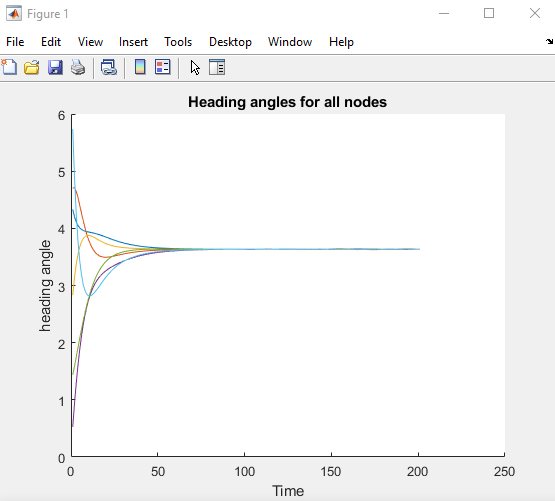 Figure 1
File Edit View Insert Tools Desktop Window Help
Heading angles for all nodes
6
5
4
3
2
1
0
heading angle
0 50 100 150 200 250
Time